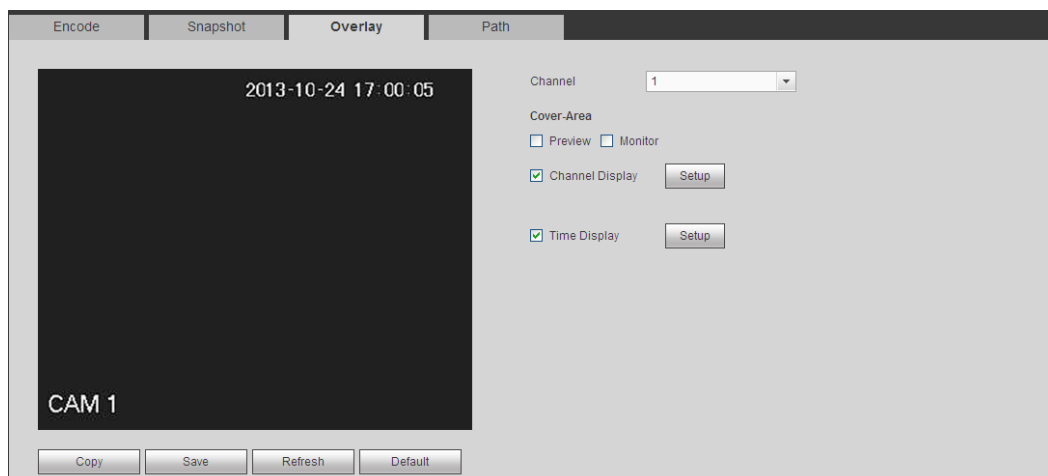 Encode Snapshot Overlay Path
2013-10-24 17:00:05
CAM 1
Channel 1
Cover-Area
Preview Monitor
Channel Display Setup
Time Display Setup
Copy Save Refresh Default